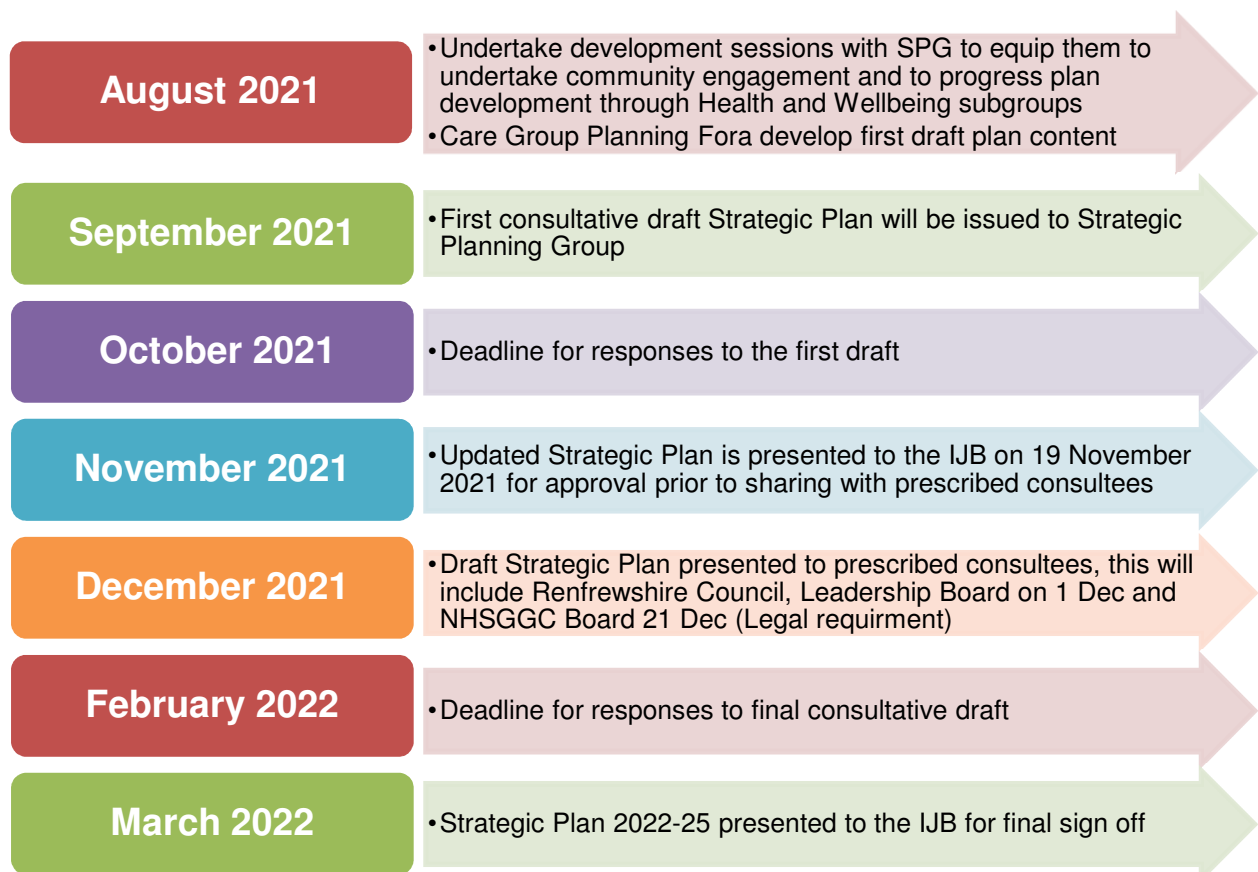 August 2021
•Undertake development sessions with SPG to equip them to
undertake community engagement and to progress plan
development through Health and Wellbeing subgroups
•Care Group Planning Fora develop first draft plan content
September 2021
•First consultative draft Strategic Plan will be issued to Strategic
Planning Group
October 2021
•Deadline for responses to the first draft
November 2021
•Updated Strategic Plan is presented to the IJB on 19 November
2021 for approval prior to sharing with prescribed consultees
December 2021
•Draft Strategic Plan presented to prescribed consultees, this will
include Renfrewshire Council, Leadership Board on 1 Dec and
NHSGGC Board 21 Dec (Legal requirment)
February 2022
•Deadline for responses to final consultative draft
March 2022
•Strategic Plan 2022-25 presented to the IJB for final sign off